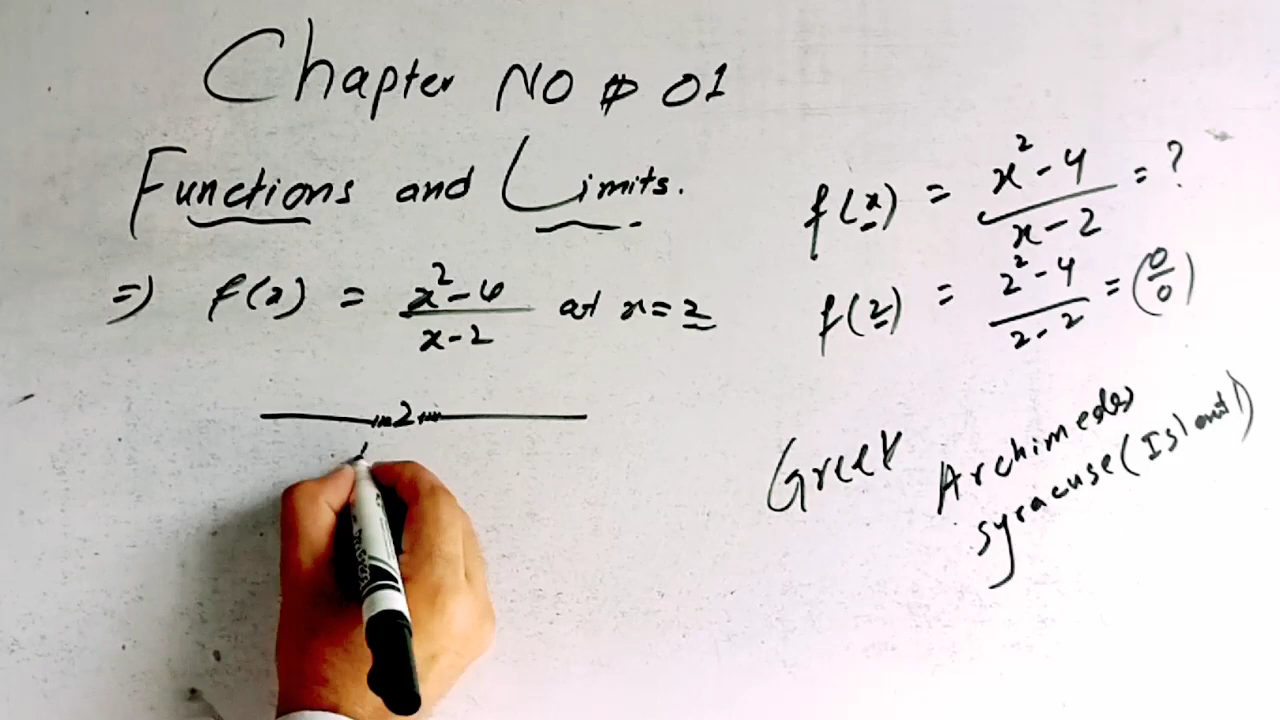 Chapter NO # 01
Functions and Limits.
⇒) f(x) = x²-4 / x-2 at x=2
...2...
f(x) = x²-4 / x-2 = ?
f(2) = 2²-4 / 2-2 = (0/0)
Greek Archimedes
Syracuse (Island)